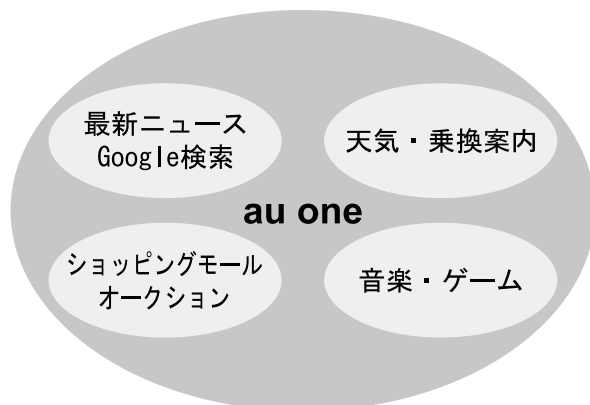 最新ニュース
Google検索
天気・乗換案内
au one
ショッピングモール
オークション
音楽・ゲーム